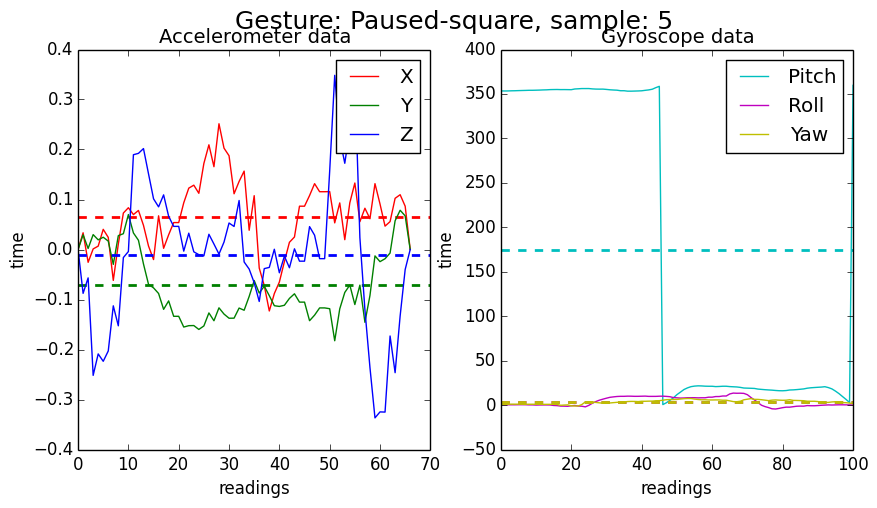 Gesture: Paused-square, sample: 5
Accelerometer data
0.4
0.3
0.2
0.1
0.0
−0.1
−0.2
−0.3
−0.4
time
X
Y
Z
0 10 20 30 40 50 60 70
readings
Gyroscope data
400
350
300
250
200
150
100
50
0
−50
time
Pitch
Roll
Yaw
0 20 40 60 80 100
readings